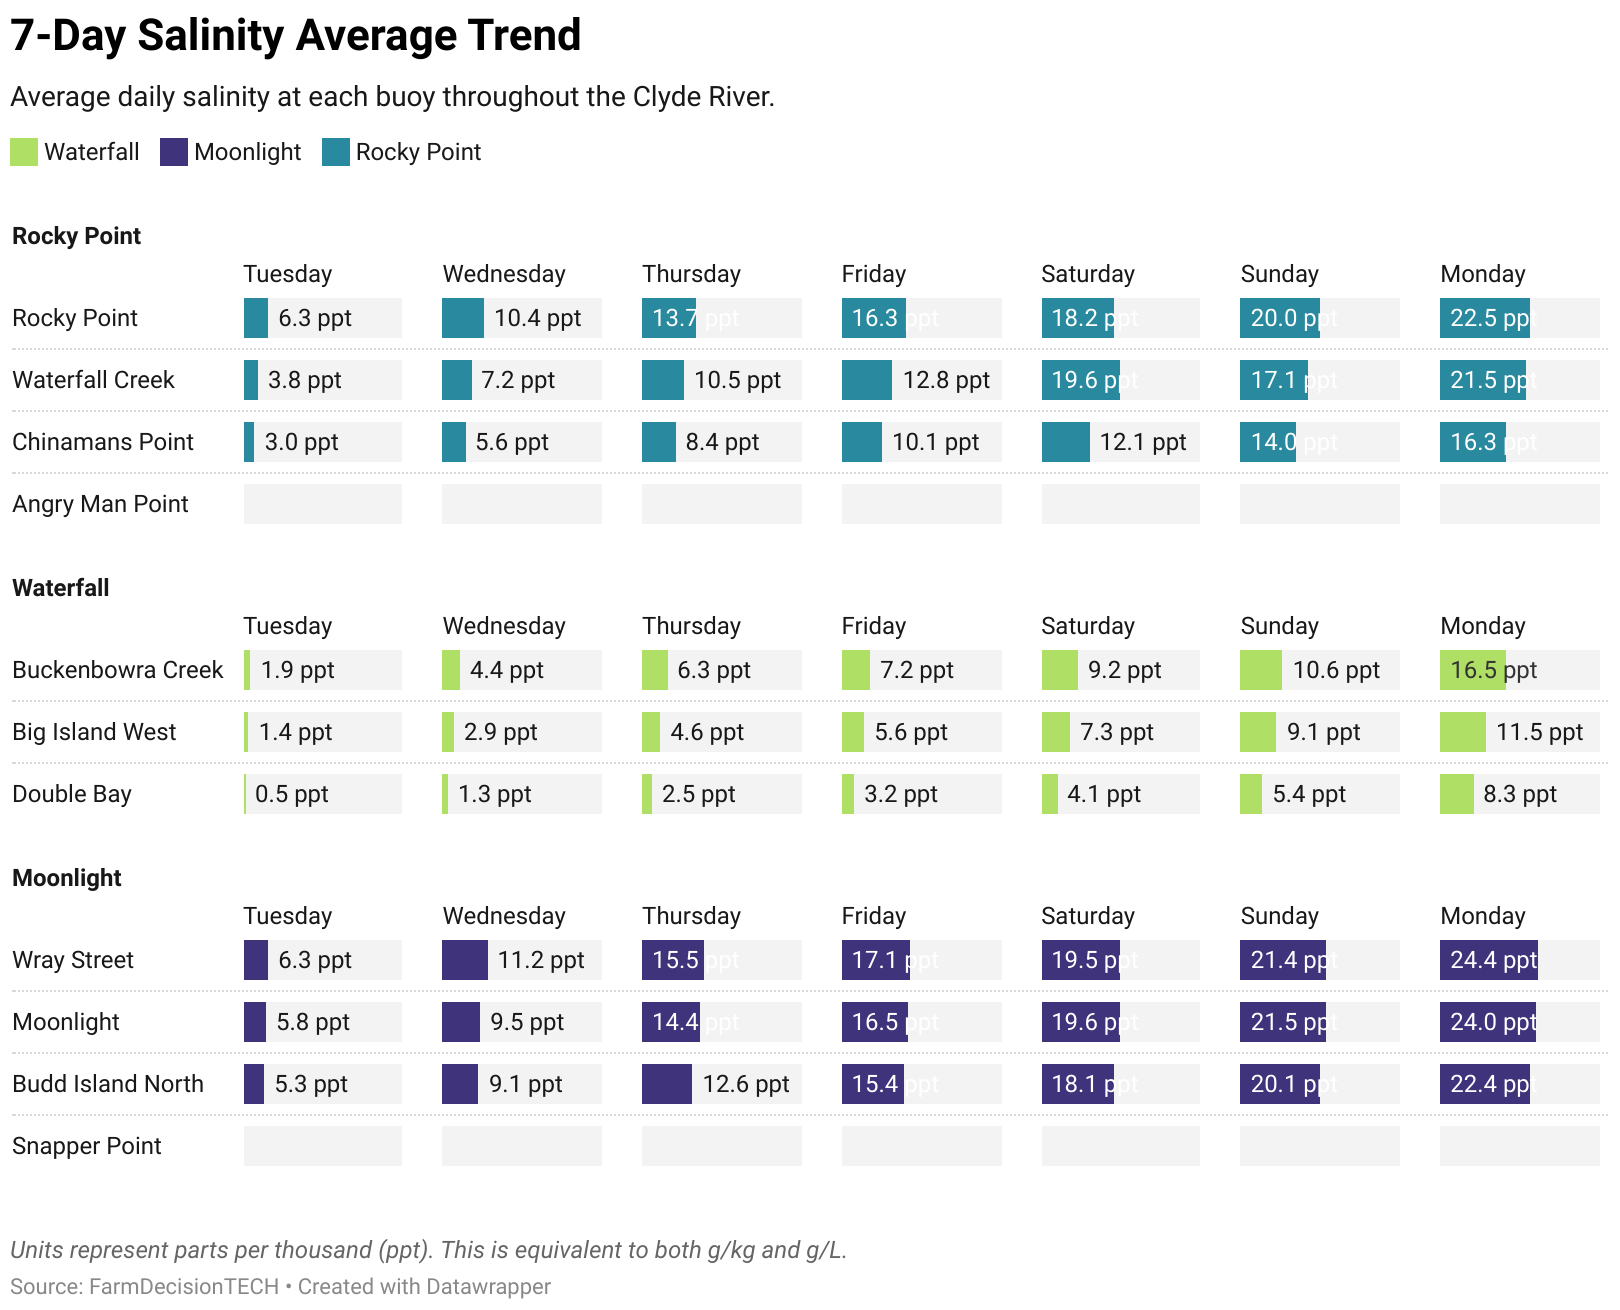 7-Day Salinity Average Trend
Average daily salinity at each buoy throughout the Clyde River.
Waterfall Moonlight Rocky Point
Rocky Point
Tuesday Wednesday Thursday Friday Saturday Sunday Monday
Rocky Point 6.3 ppt 10.4 ppt 13.7 ppt 16.3 ppt 18.2 ppt 20.0 ppt 22.5 ppt
Waterfall Creek 3.8 ppt 7.2 ppt 10.5 ppt 12.8 ppt 19.6 ppt 17.1 ppt 21.5 ppt
Chinamans Point 3.0 ppt 5.6 ppt 8.4 ppt 10.1 ppt 12.1 ppt 14.0 ppt 16.3 ppt
Angry Man Point
Waterfall
Tuesday Wednesday Thursday Friday Saturday Sunday Monday
Buckenbowra Creek 1.9 ppt 4.4 ppt 6.3 ppt 7.2 ppt 9.2 ppt 10.6 ppt 16.5 ppt
Big Island West 1.4 ppt 2.9 ppt 4.6 ppt 5.6 ppt 7.3 ppt 9.1 ppt 11.5 ppt
Double Bay 0.5 ppt 1.3 ppt 2.5 ppt 3.2 ppt 4.1 ppt 5.4 ppt 8.3 ppt
Moonlight
Tuesday Wednesday Thursday Friday Saturday Sunday Monday
Wray Street 6.3 ppt 11.2 ppt 15.5 ppt 17.1 ppt 19.5 ppt 21.4 ppt 24.4 ppt
Moonlight 5.8 ppt 9.5 ppt 14.4 ppt 16.5 ppt 19.6 ppt 21.5 ppt 24.0 ppt
Budd Island North 5.3 ppt 9.1 ppt 12.6 ppt 15.4 ppt 18.1 ppt 20.1 ppt 22.4 ppt
Snapper Point
Units represent parts per thousand (ppt). This is equivalent to both g/kg and g/L.
Source: FarmDecisionTECH • Created with Datawrapper